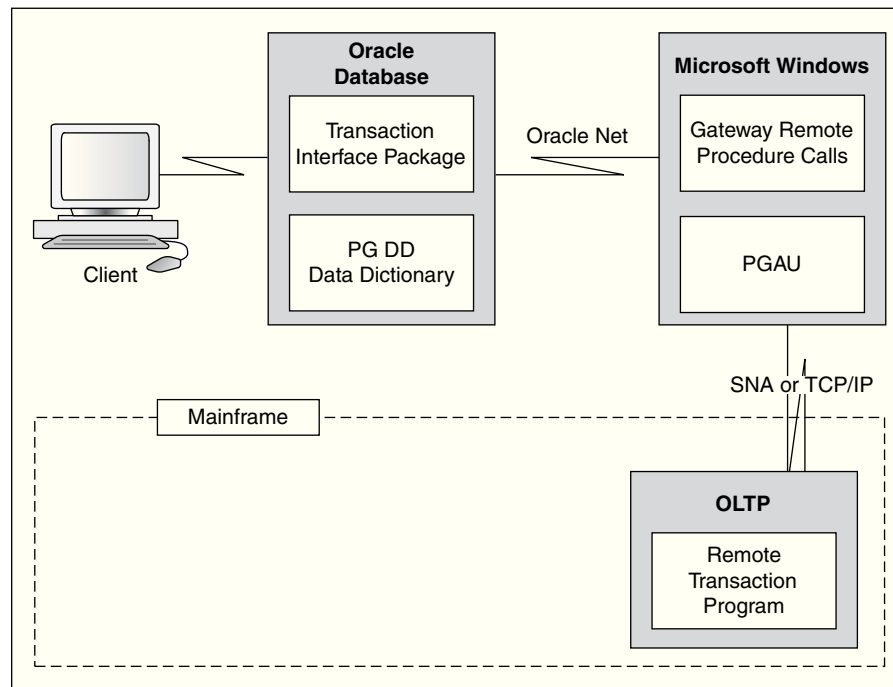 Oracle
Database
Transaction
Interface Package
PG DD
Data Dictionary
Client
Oracle Net
Microsoft Windows
Gateway Remote
Procedure Calls
PGAU
SNA or TCP/IP
Mainframe
OLTP
Remote
Transaction
Program